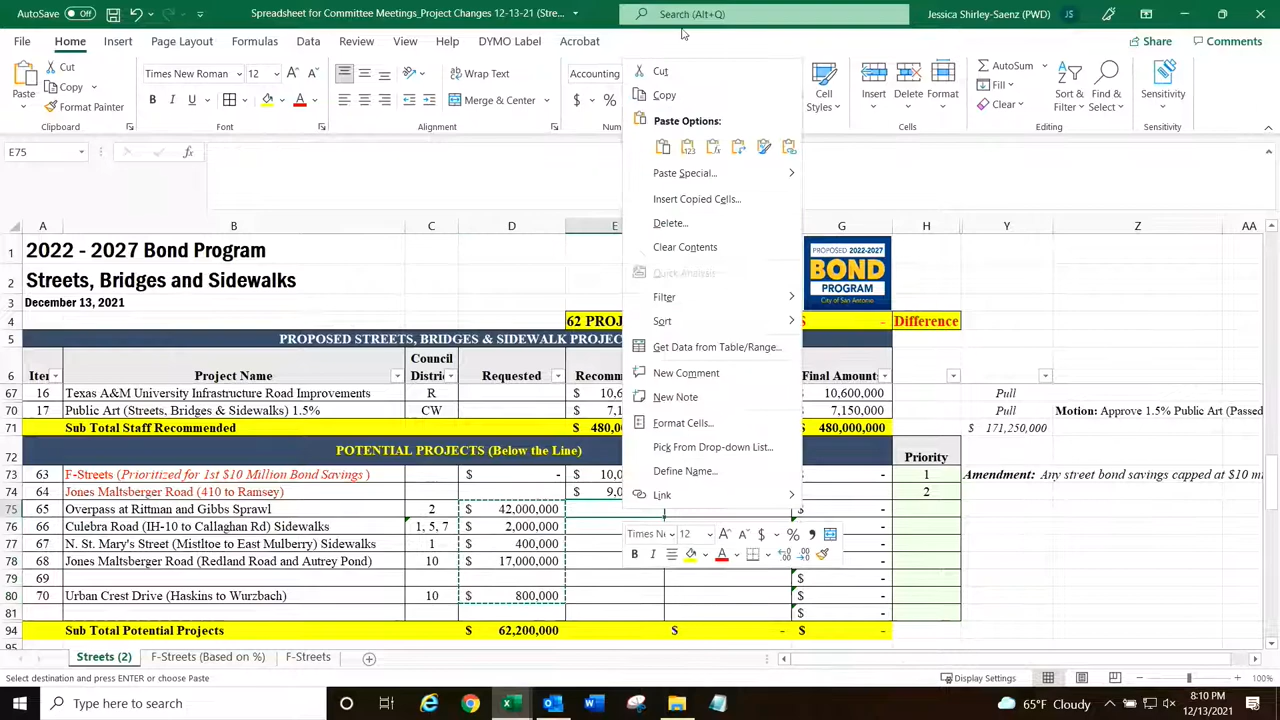 AutoSave Off Spreadsheet for Committee Meetings_Project Changes 12-13-21 (Stre... Search (Alt+Q) Jessica Shirley-Saenz (PWD) JS
File Home Insert Page Layout Formulas Data Review View Help DYMO Label Acrobat Share Comments
Paste Cut Copy Format Painter Clipboard
Times New Roman 12 B I U Font
Wrap Text Merge & Center Alignment
Accounting $ %
Cell Styles Insert Delete Format Cells
AutoSum Fill Clear Sort & Filter Find & Select Editing
Sensitivity Sensitivity
E75 fx
Cut
Copy
Paste Options:
Paste Special...
Insert Copied Cells...
Delete...
Clear Contents
Quick Analysis
Filter
Sort
Get Data from Table/Range...
New Comment
New Note
Format Cells...
Pick From Drop-down List...
Define Name...
Link
Times Ne 12 A A $ % 9
B I A
A B C D E G H Y Z AA
1 2022 - 2027 Bond Program
2 Streets, Bridges and Sidewalks
3 December 13, 2021
PROPOSED 2022-2027
BOND
PROGRAM
City of San Antonio
4 62 PROJ $ - Difference
5 PROPOSED STREETS, BRIDGES & SIDEWALK PROJEC
6 Iter Project Name Council Distri Requested Recom Final Amoun
67 16 Texas A&M University Infrastructure Road Improvements R $ 10,6 10,600,000 Pull
70 17 Public Art (Streets, Bridges & Sidewalks) 1.5% CW $ 7,1 7,150,000 Pull Motion: Approve 1.5% Public Art (Passed
71 Sub Total Staff Recommended $ 480,0 480,000,000 $ 171,250,000
72 POTENTIAL PROJECTS (Below the Line) Priority
73 63 F-Streets (Prioritized for 1st $10 Million Bond Savings ) $ - $ 10,0 - 1 Amendment: Any street bond savings capped at $10 m
74 64 Jones Maltsberger Road (410 to Ramsey) $ 9,0 - 2
75 65 Overpass at Rittman and Gibbs Sprawl 2 $ 42,000,000 -
76 66 Culebra Road (IH-10 to Callaghan Rd) Sidewalks 1, 5, 7 $ 2,000,000 -
77 67 N. St. Mary's Street (Mistltoe to East Mulberry) Sidewalks 1 $ 400,000
78 68 Jones Maltsberger Road (Redland Road and Autrey Pond) 10 $ 17,000,000
79 69 $ -
80 70 Urban Crest Drive (Haskins to Wurzbach) 10 $ 800,000 $ -
81 $ -
94 Sub Total Potential Projects $ 62,200,000 $ - $ -
95
Streets (2) F-Streets (Based on %) F-Streets
Select destination and press ENTER or choose Paste Display Settings 100%
Type here to search 65°F Cloudy 8:10 PM
12/13/2021